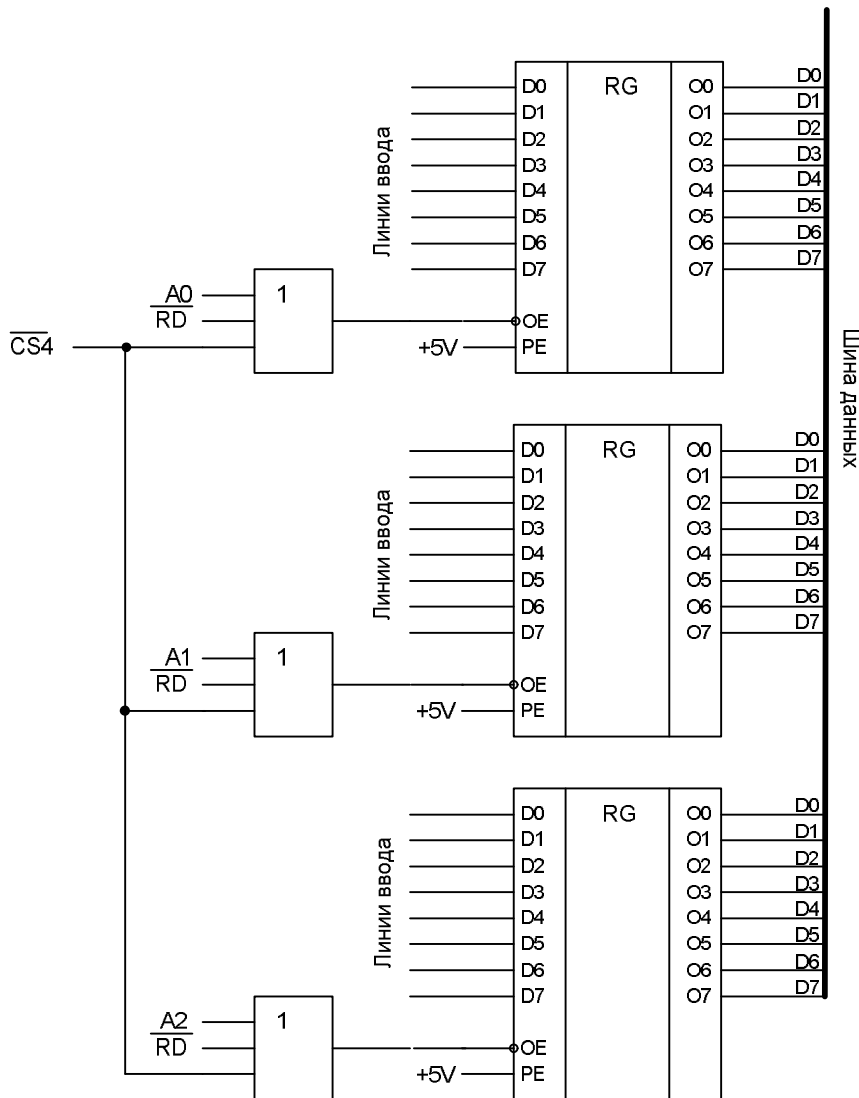 D0 RG O0 D0
D1 O1 D1
D2 O2 D2
D3 O3 D3
D4 O4 D4
D5 O5 D5
D6 O6 D6
D7 O7 D7
Линии ввода
A0
RD
1
OE
+5V PE
CS4
Шина данных
D0 RG O0 D0
D1 O1 D1
D2 O2 D2
D3 O3 D3
D4 O4 D4
D5 O5 D5
D6 O6 D6
D7 O7 D7
Линии ввода
A1
RD
1
OE
+5V PE
D0 RG O0 D0
D1 O1 D1
D2 O2 D2
D3 O3 D3
D4 O4 D4
D5 O5 D5
D6 O6 D6
D7 O7 D7
Линии ввода
A2
RD
1
OE
+5V PE